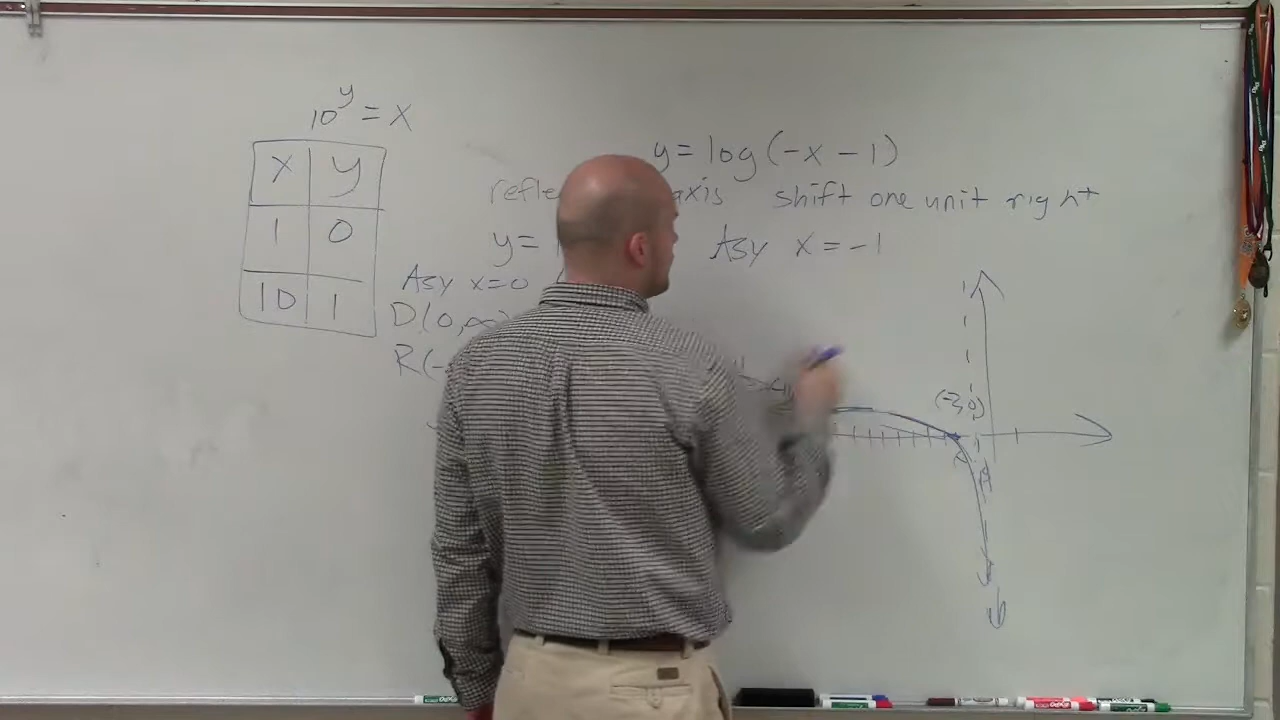 10^y = x
x y
1 0
10 1
y = log(-x - 1)
axis shift one unit right
y =
Asy x = -1
Asy x=0
D(0,∞)
R(-
(-2,0)